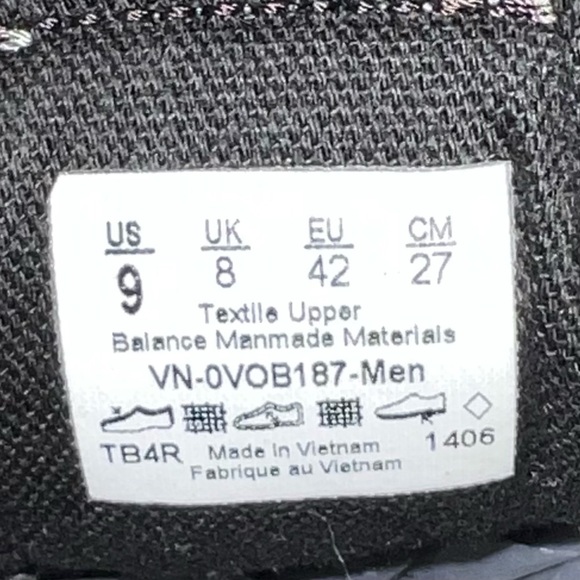 US UK EU CM
9 8 42 27
Textile Upper
Balance Manmade Materials
VN-0VOB187-Men
TB4R Made in Vietnam 1406
Fabrique au Vietnam